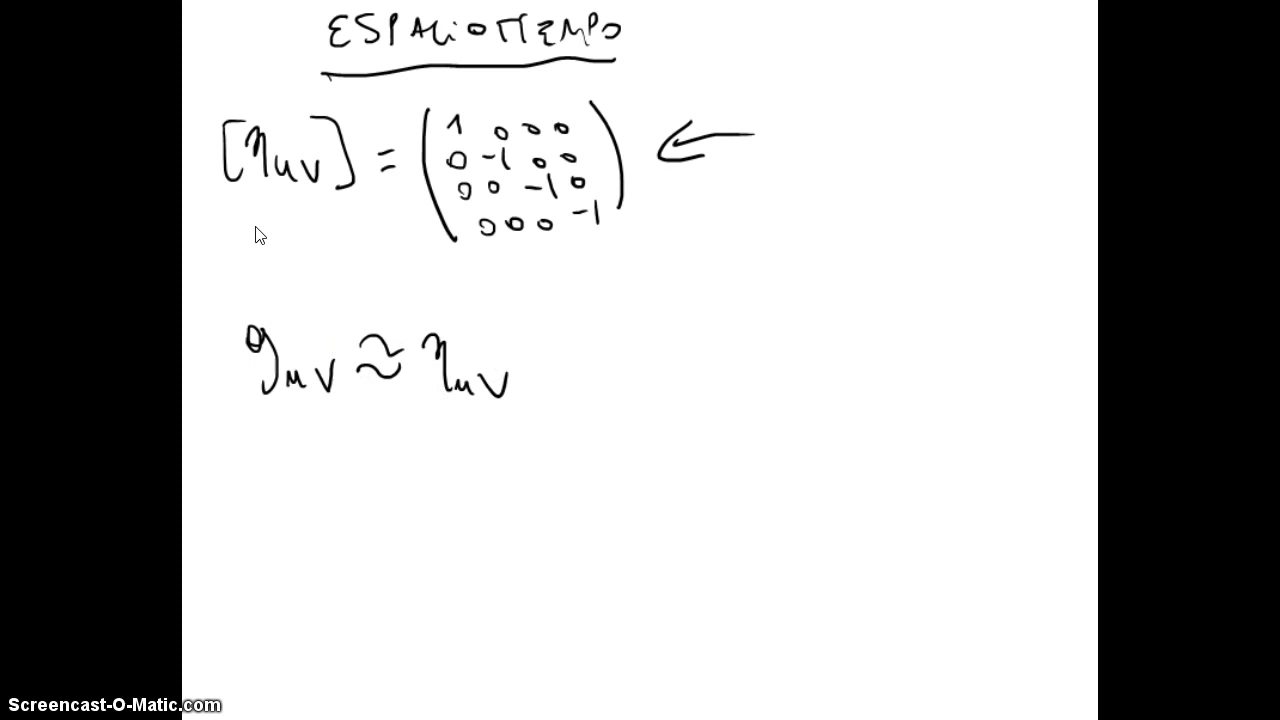 ESPACIOTIEMPO
[ημν] = (1 0 0 0
0 -1 0 0
0 0 -1 0
0 0 0 -1) ←
gμν ≈ ημν
Screencast-O-Matic.com